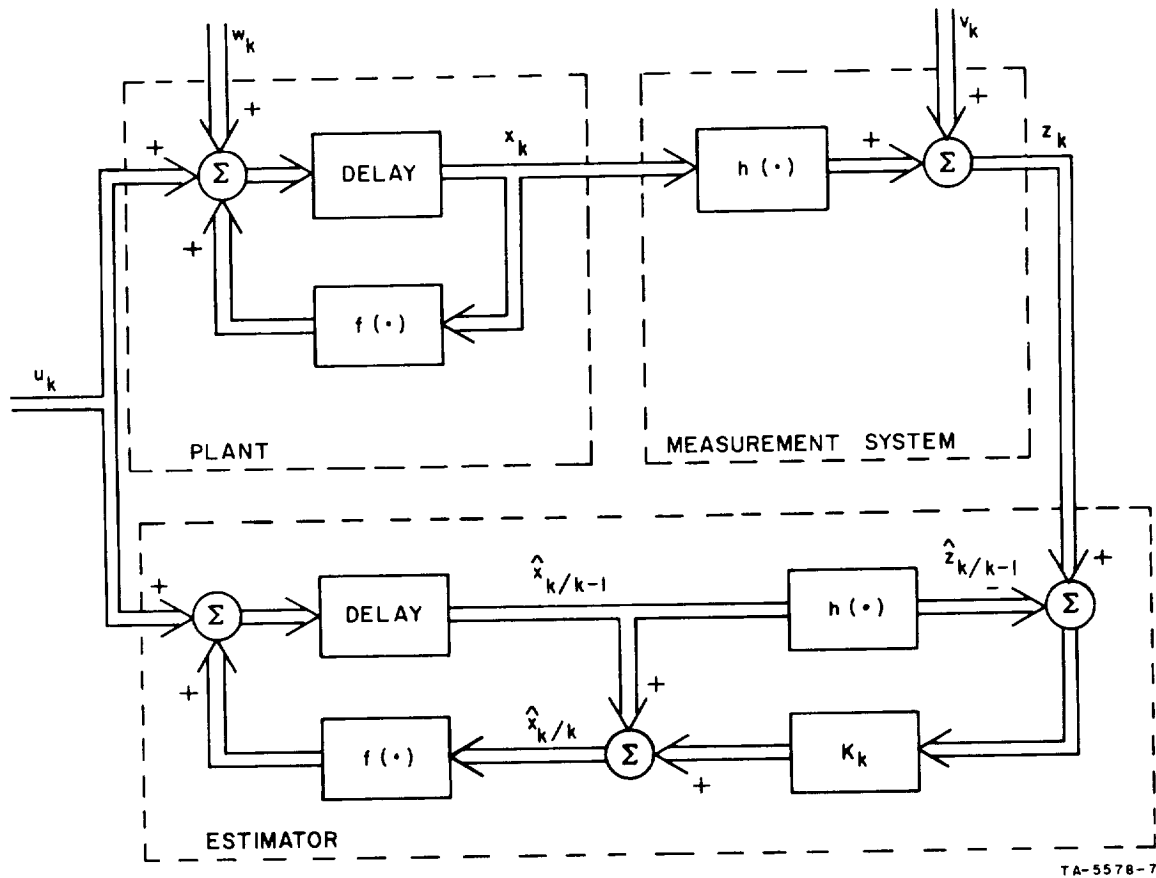 w_k
v_k
+
+
+
Σ
DELAY
x_k
h (·)
+
Σ
z_k
+
f (·)
u_k
PLANT
MEASUREMENT SYSTEM
+
Σ
DELAY
x̂_k/k-1
h (·)
ẑ_k/k-1
−
+
Σ
+
f (·)
x̂_k/k
+
Σ
+
K_k
ESTIMATOR
TA-5578-7